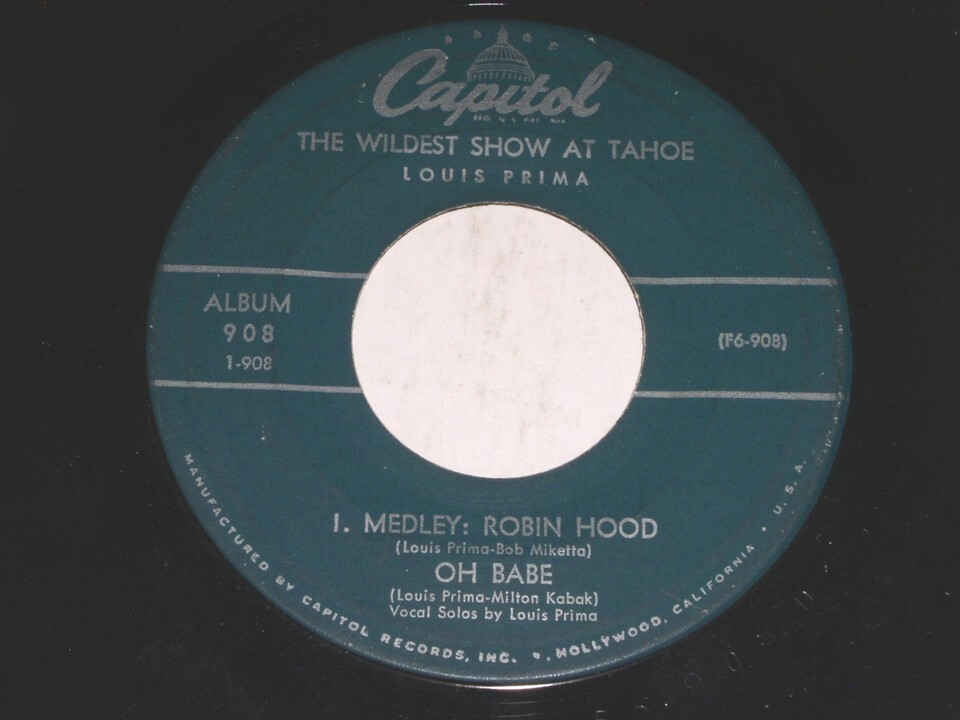 Capitol
THE WILDEST SHOW AT TAHOE
LOUIS PRIMA
ALBUM
908
1-908
(F6-908)
1. MEDLEY: ROBIN HOOD
(Louis Prima-Bob Miketta)
OH BABE
(Louis Prima-Milton Kabak)
Vocal Solos by Louis Prima
MANUFACTURED BY CAPITOL RECORDS, INC. • HOLLYWOOD, CALIFORNIA • U. S. A.